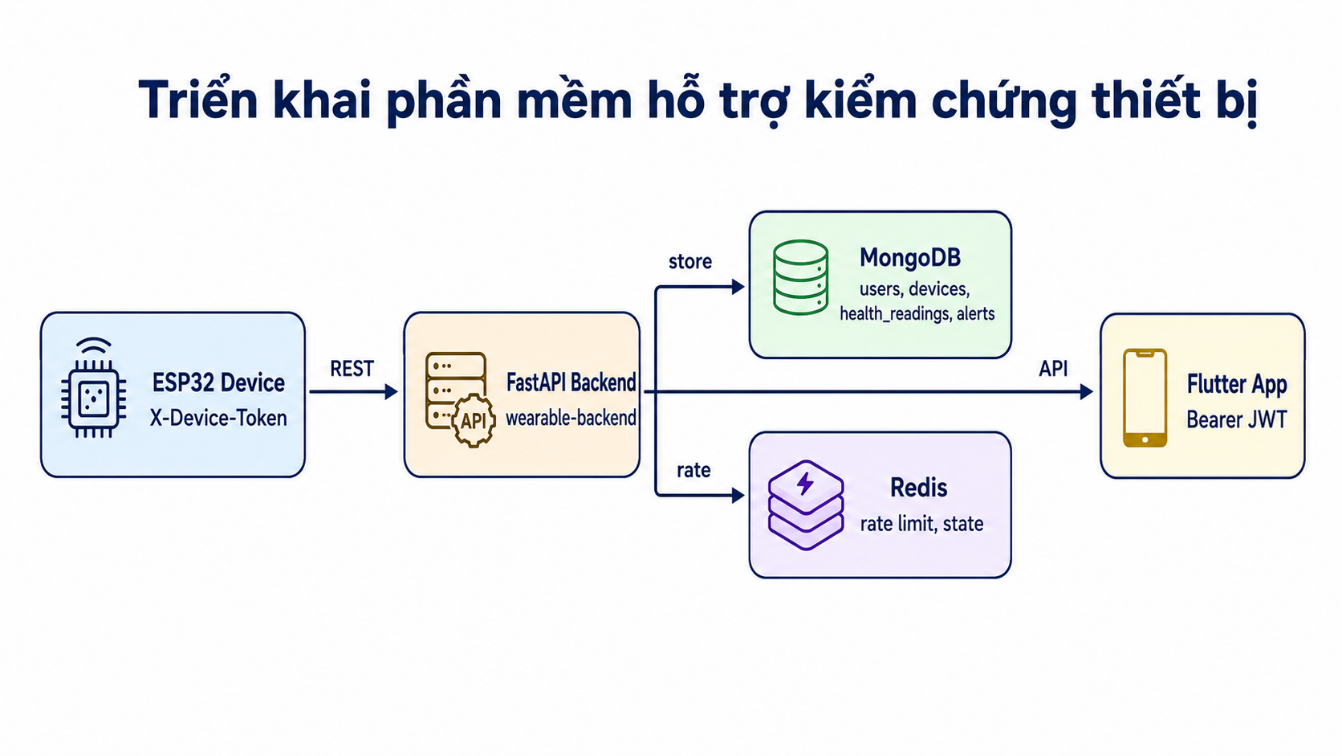 Triển khai phần mềm hỗ trợ kiểm chứng thiết bị
ESP32 Device
X-Device-Token
REST
FastAPI Backend
wearable-backend
API
store
MongoDB
users, devices,
health_readings, alerts
rate
Redis
rate limit, state
API
Flutter App
Bearer JWT